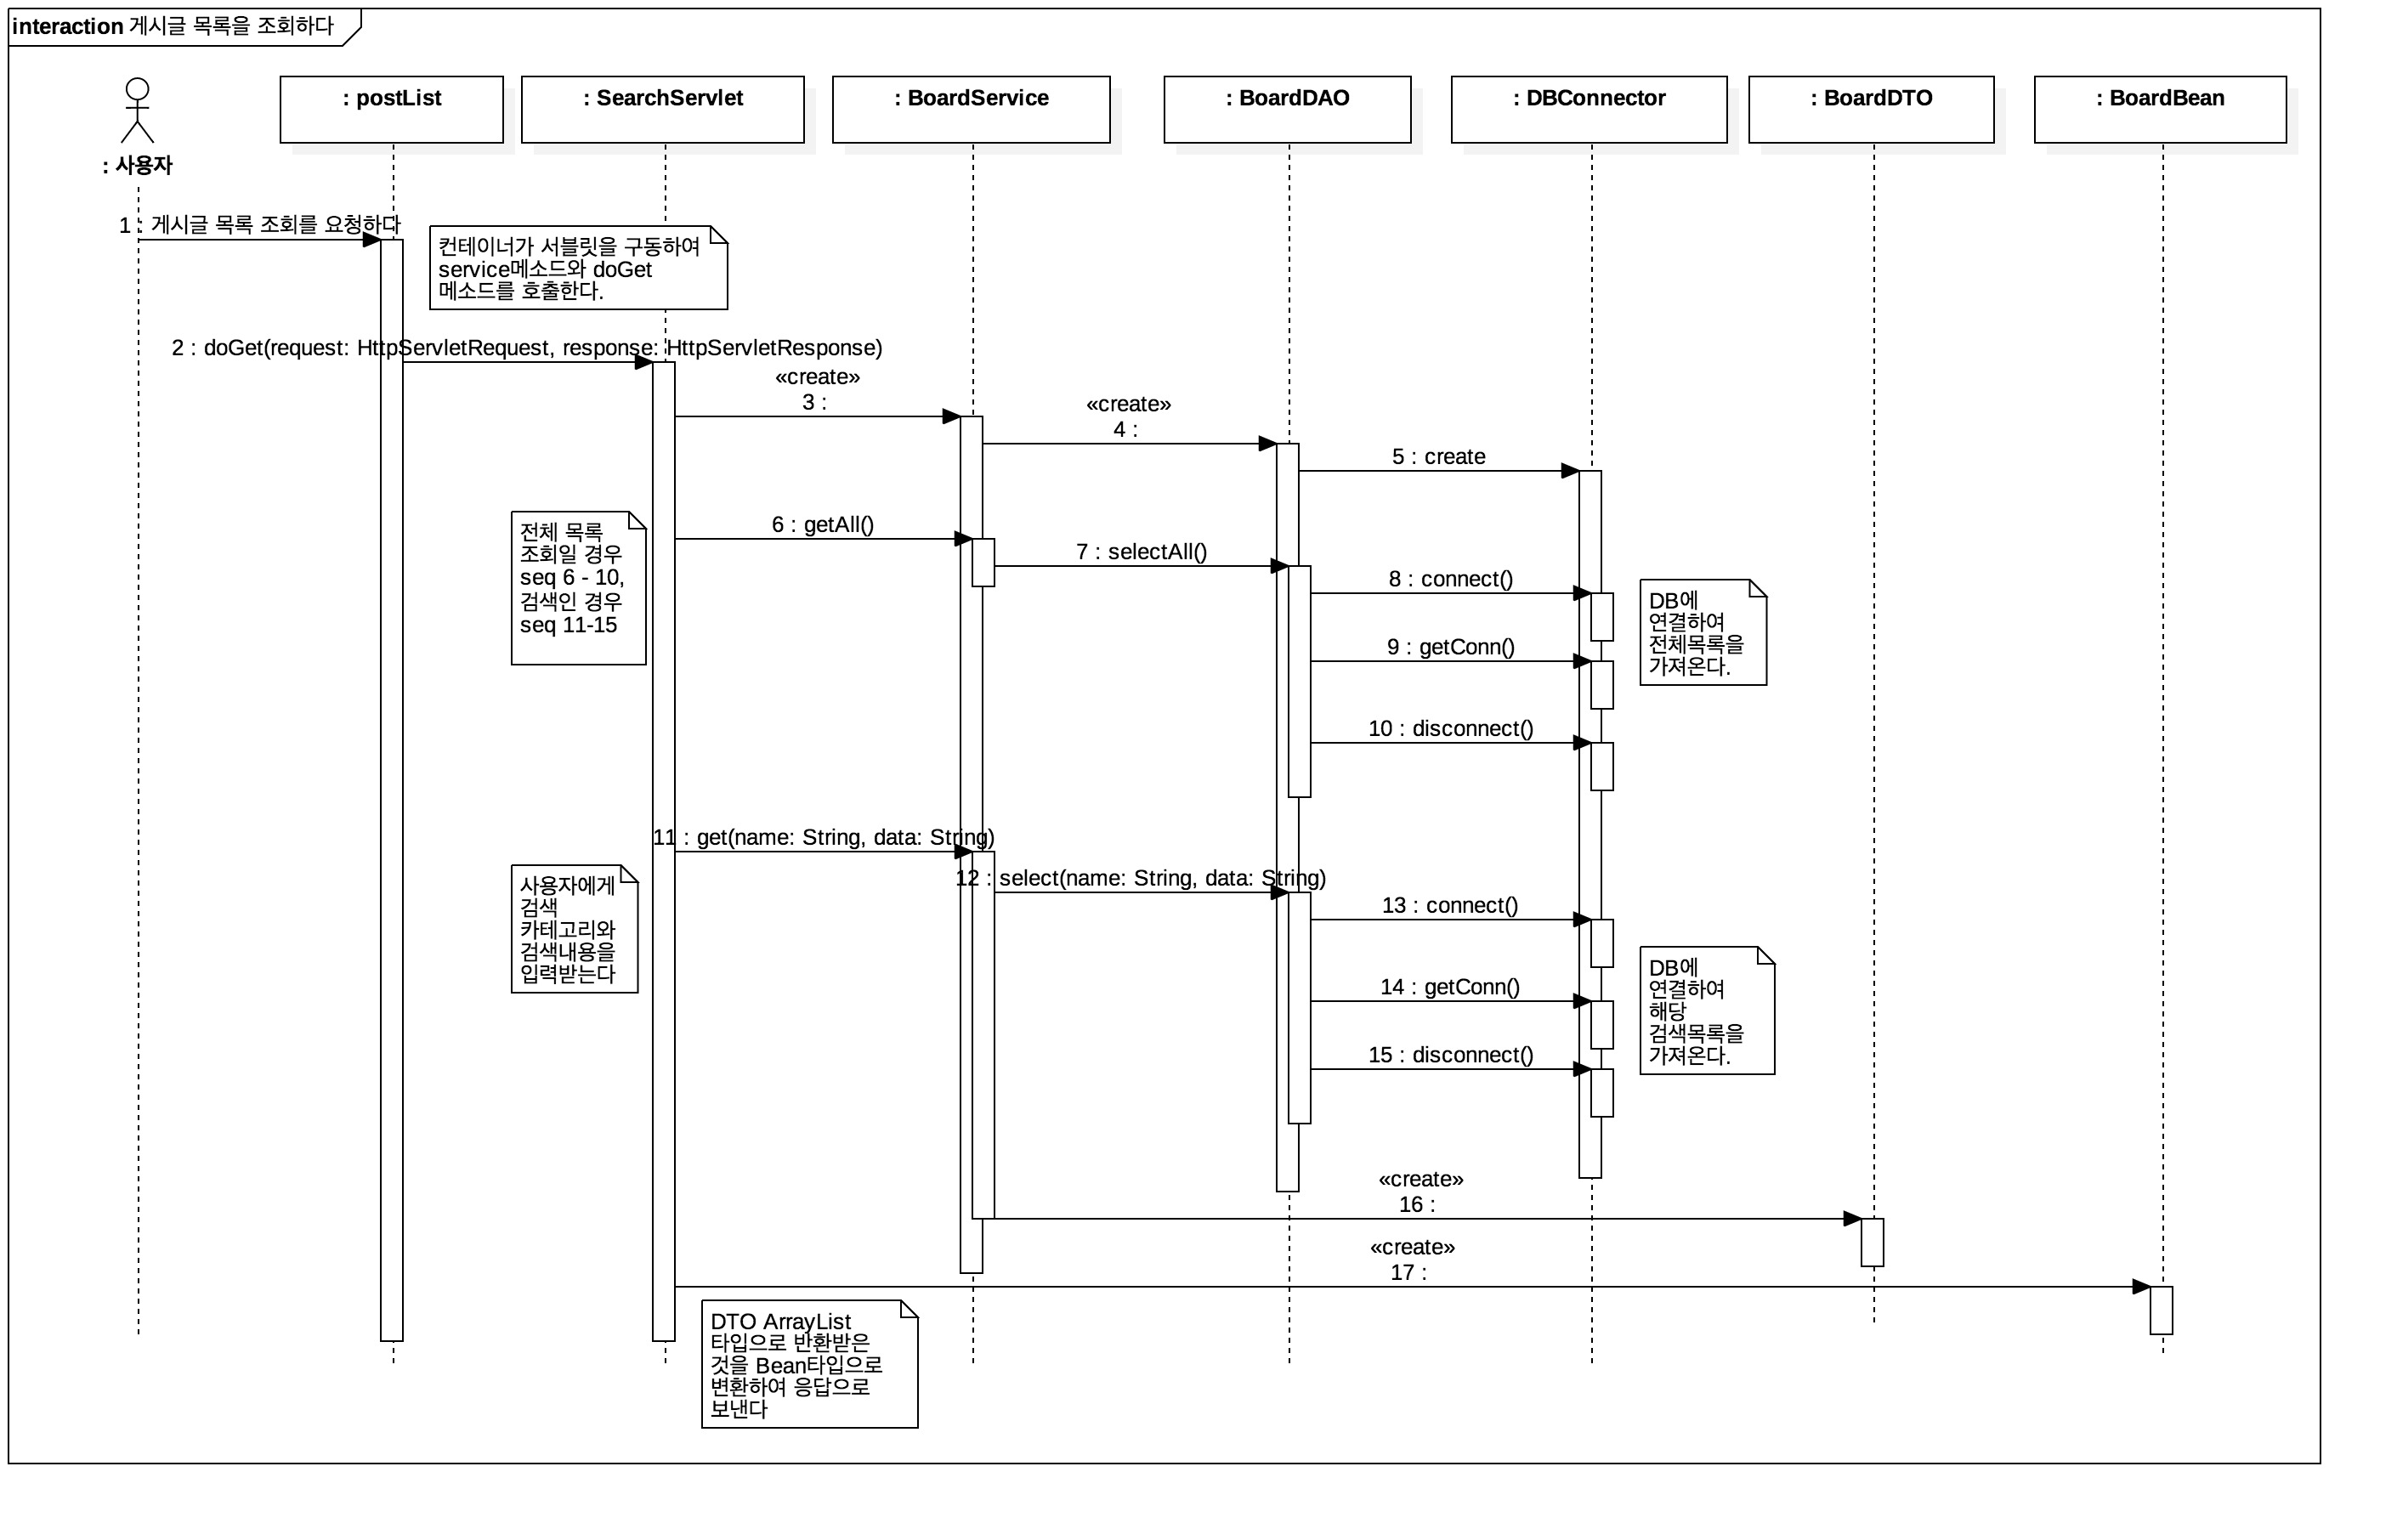 interaction 게시글 목록을 조회하다
: 사용자
: postList
: SearchServlet
: BoardService
: BoardDAO
: DBConnector
: BoardDTO
: BoardBean
1 : 게시글 목록 조회를 요청하다
컨테이너가 서블릿을 구동하여
service메소드와 doGet
메소드를 호출한다.
2 : doGet(request: HttpServletRequest, response: HttpServletResponse)
«create»
3 :
«create»
4 :
5 : create
전체 목록
조회일 경우
seq 6 - 10,
검색인 경우
seq 11-15
6 : getAll()
7 : selectAll()
8 : connect()
9 : getConn()
10 : disconnect()
DB에
연결하여
전체목록을
가져온다.
11 : get(name: String, data: String)
사용자에게
검색
카테고리와
검색내용을
입력받는다
12 : select(name: String, data: String)
13 : connect()
14 : getConn()
15 : disconnect()
DB에
연결하여
해당
검색목록을
가져온다.
«create»
16 :
«create»
17 :
DTO ArrayList
타입으로 반환받은
것을 Bean타입으로
변환하여 응답으로
보낸다